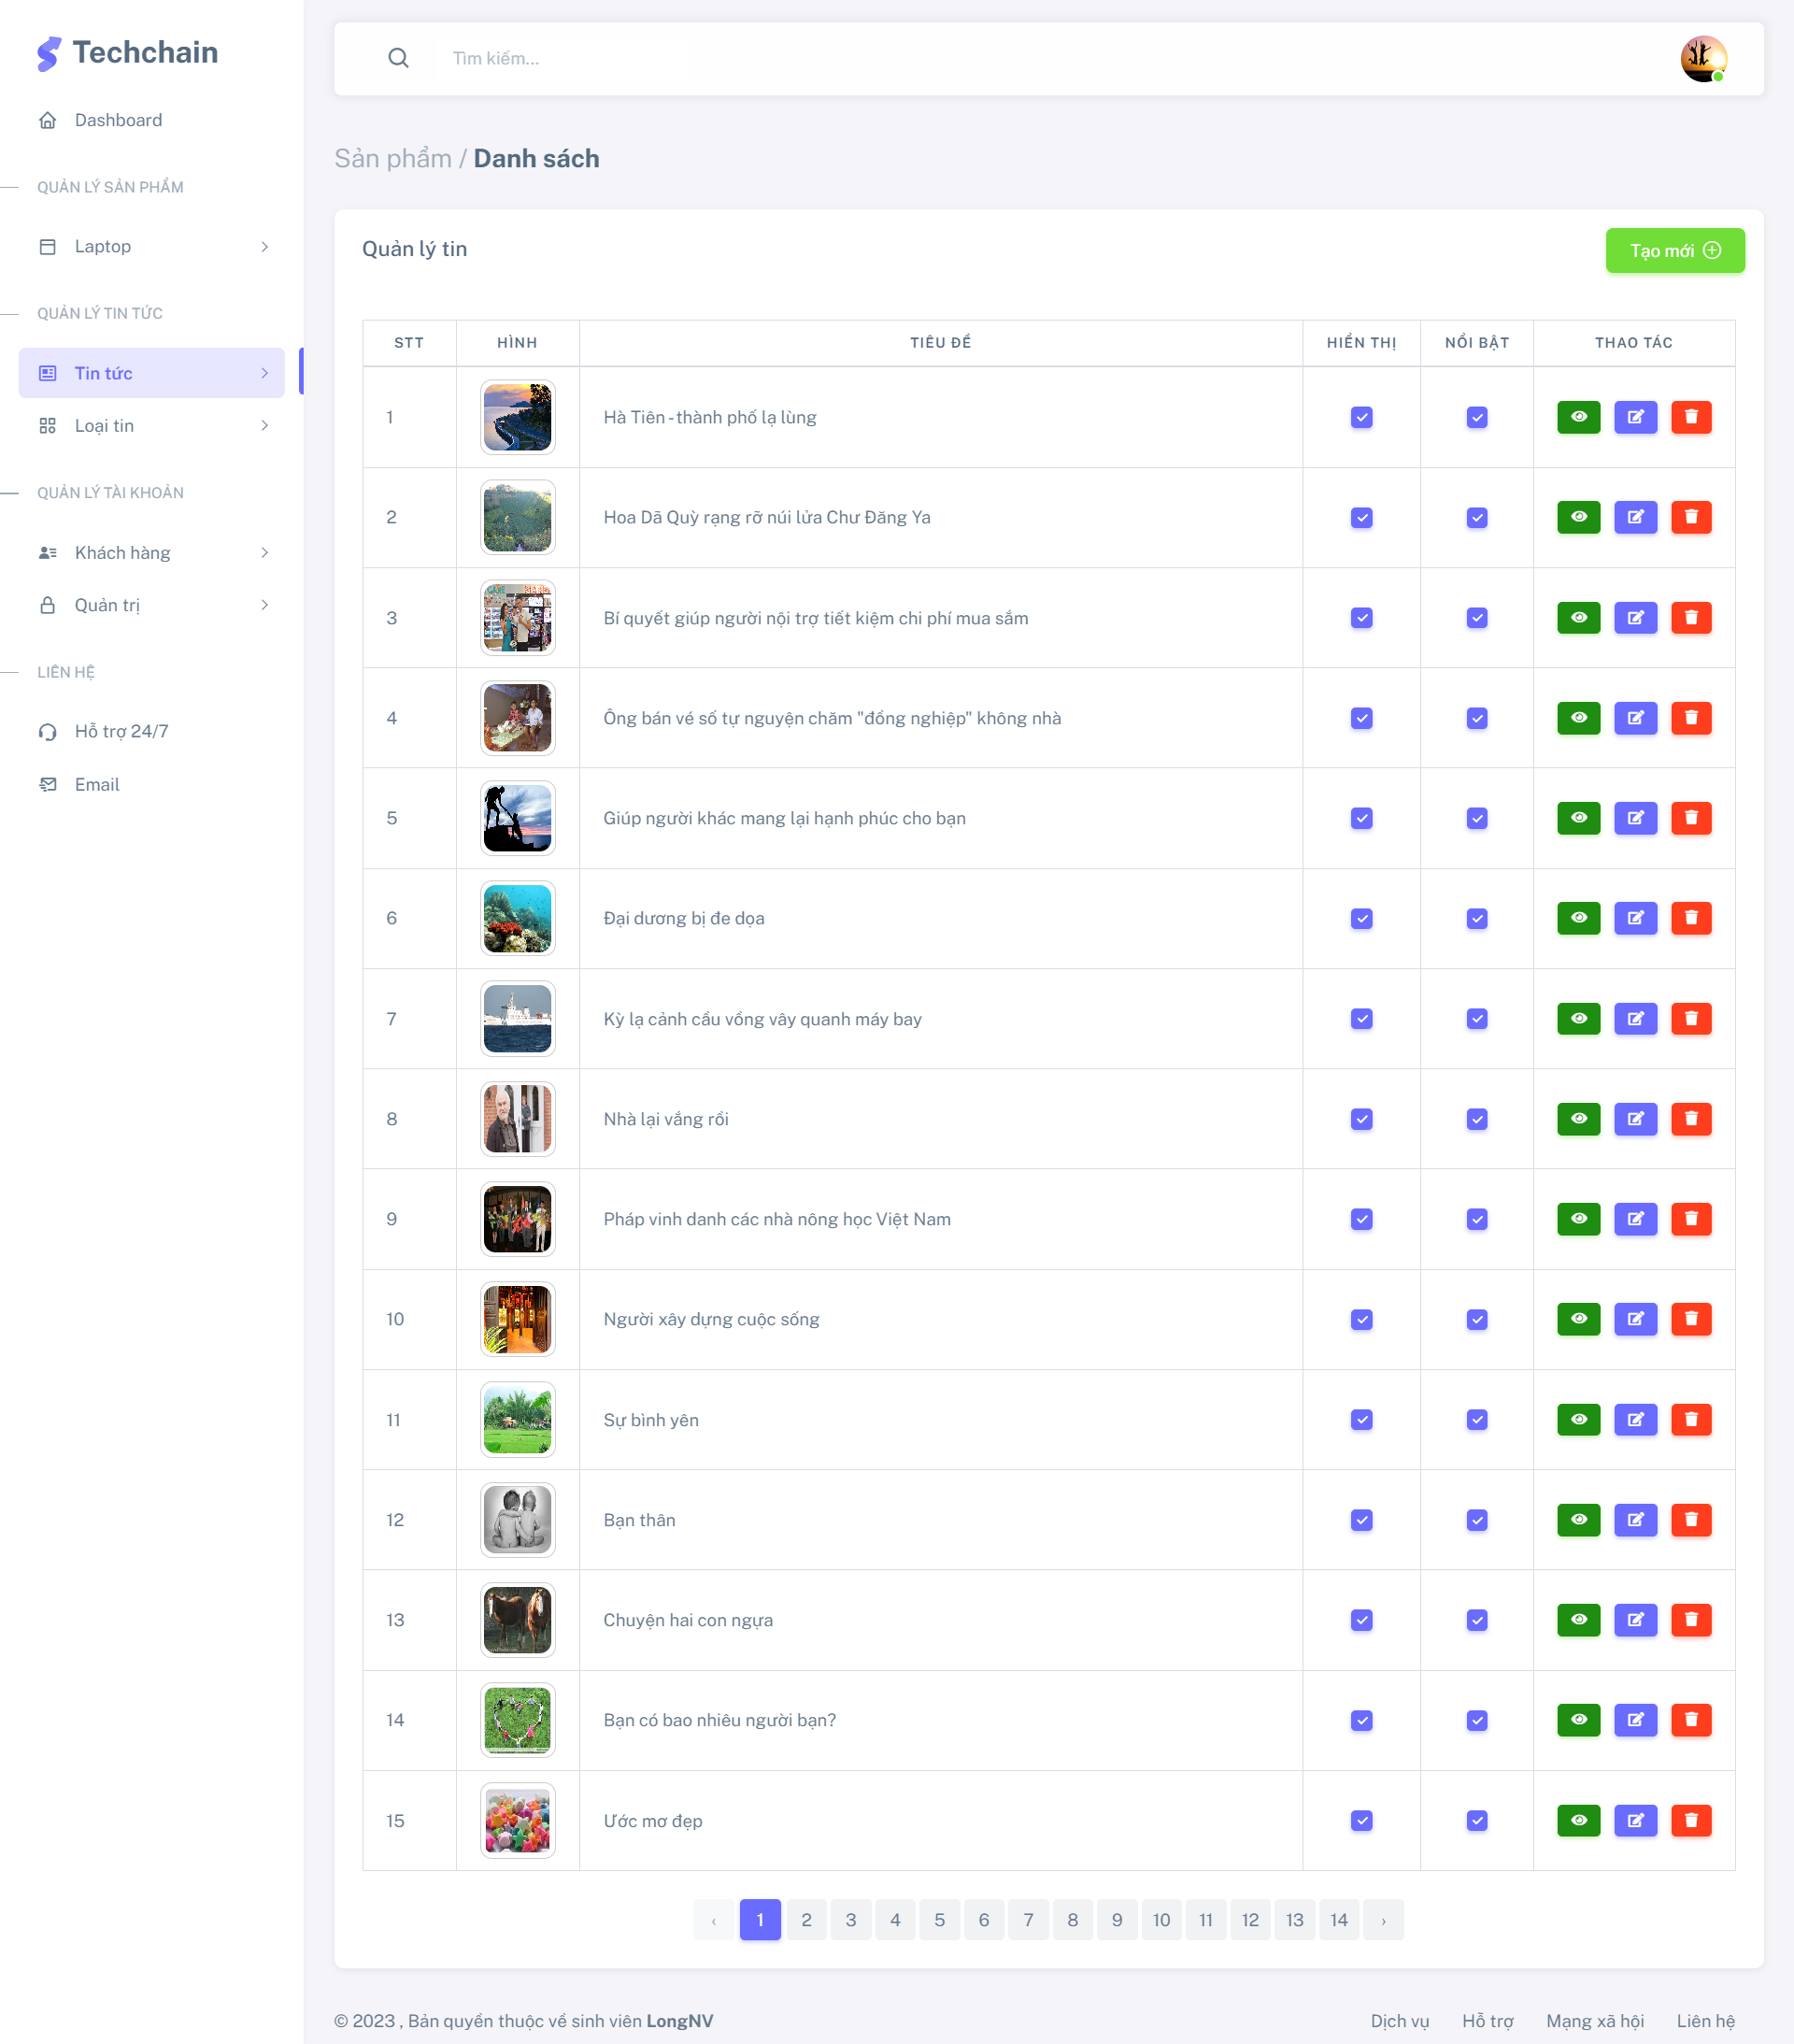 Techchain
Tìm kiếm...
Dashboard
Sản phẩm / Danh sách
QUẢN LÝ SẢN PHẨM
Laptop
Quản lý tin
Tạo mới
QUẢN LÝ TIN TỨC
Tin tức
Loại tin
QUẢN LÝ TÀI KHOẢN
Khách hàng
Quản trị
LIÊN HỆ
Hỗ trợ 24/7
Email
STT HÌNH TIÊU ĐỀ HIỂN THỊ NỔI BẬT THAO TÁC
1 Hà Tiên - thành phố lạ lùng
2 Hoa Dã Quỳ rạng rỡ núi lửa Chư Đăng Ya
3 Bí quyết giúp người nội trợ tiết kiệm chi phí mua sắm
4 Ông bán vé số tự nguyện chăm "đồng nghiệp" không nhà
5 Giúp người khác mang lại hạnh phúc cho bạn
6 Đại dương bị đe dọa
7 Kỳ lạ cảnh cầu vồng vây quanh máy bay
8 Nhà lại vắng rồi
9 Pháp vinh danh các nhà nông học Việt Nam
10 Người xây dựng cuộc sống
11 Sự bình yên
12 Bạn thân
13 Chuyện hai con ngựa
14 Bạn có bao nhiêu người bạn?
15 Ước mơ đẹp
‹ 1 2 3 4 5 6 7 8 9 10 11 12 13 14 ›
© 2023 , Bản quyền thuộc về sinh viên LongNV
Dịch vụ Hỗ trợ Mạng xã hội Liên hệ